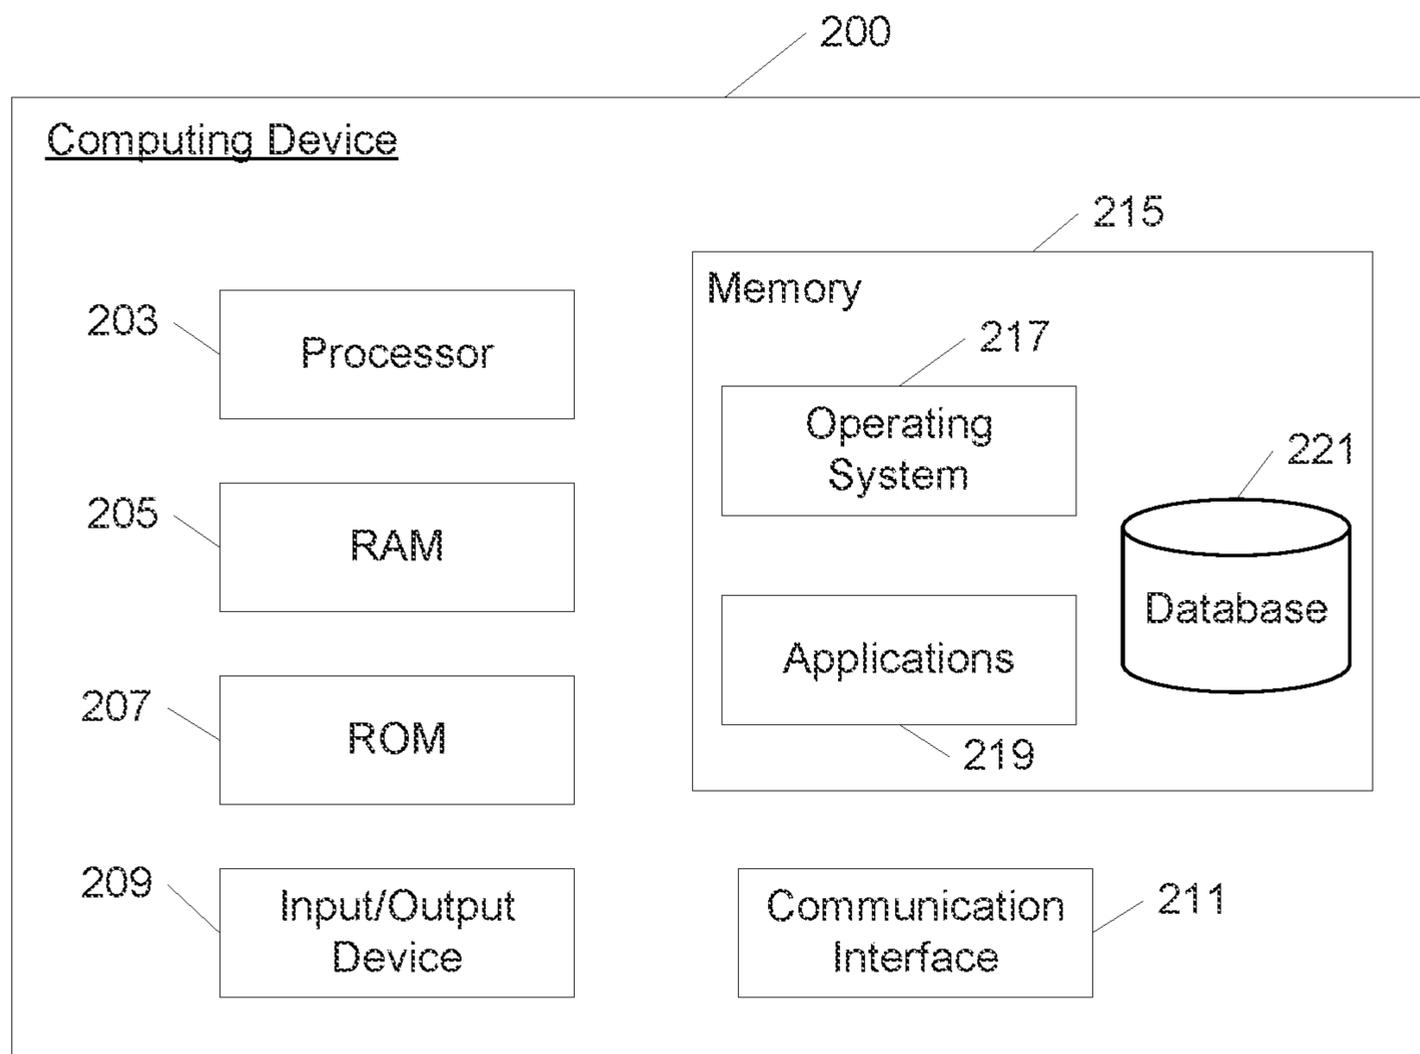 200
Computing Device
215
Memory
203
Processor
217
Operating
System
221
205
RAM
Database
Applications
207
ROM
219
209
Input/Output
Device
Communication
Interface
211